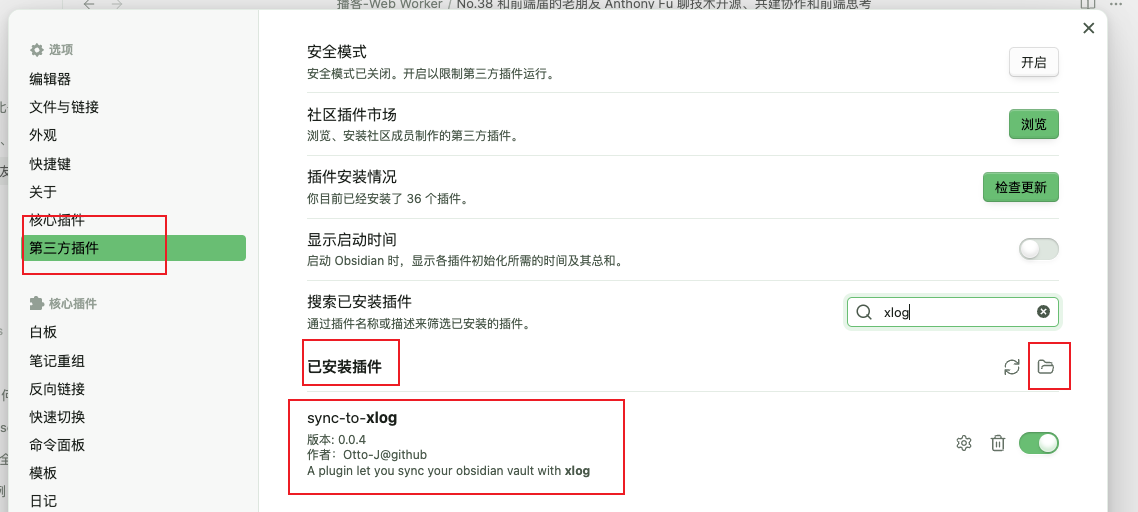 播客-Web Worker / No.38 和前端届的老朋友 Anthony Fu 聊技术开源、共建协作和前端思考
选项
编辑器
文件与链接
外观
快捷键
关于
核心插件
第三方插件
核心插件
白板
笔记重组
反向链接
快速切换
命令面板
模板
日记
安全模式
安全模式已关闭。开启以限制第三方插件运行。
开启
社区插件市场
浏览、安装社区成员制作的第三方插件。
浏览
插件安装情况
你目前已经安装了 36 个插件。
检查更新
显示启动时间
启动 Obsidian 时，显示各插件初始化所需的时间及其总和。
搜索已安装插件
通过插件名称或描述来筛选已安装的插件。
xlog
已安装插件
sync-to-xlog
版本: 0.0.4
作者：Otto-J@github
A plugin let you sync your obsidian vault with xlog